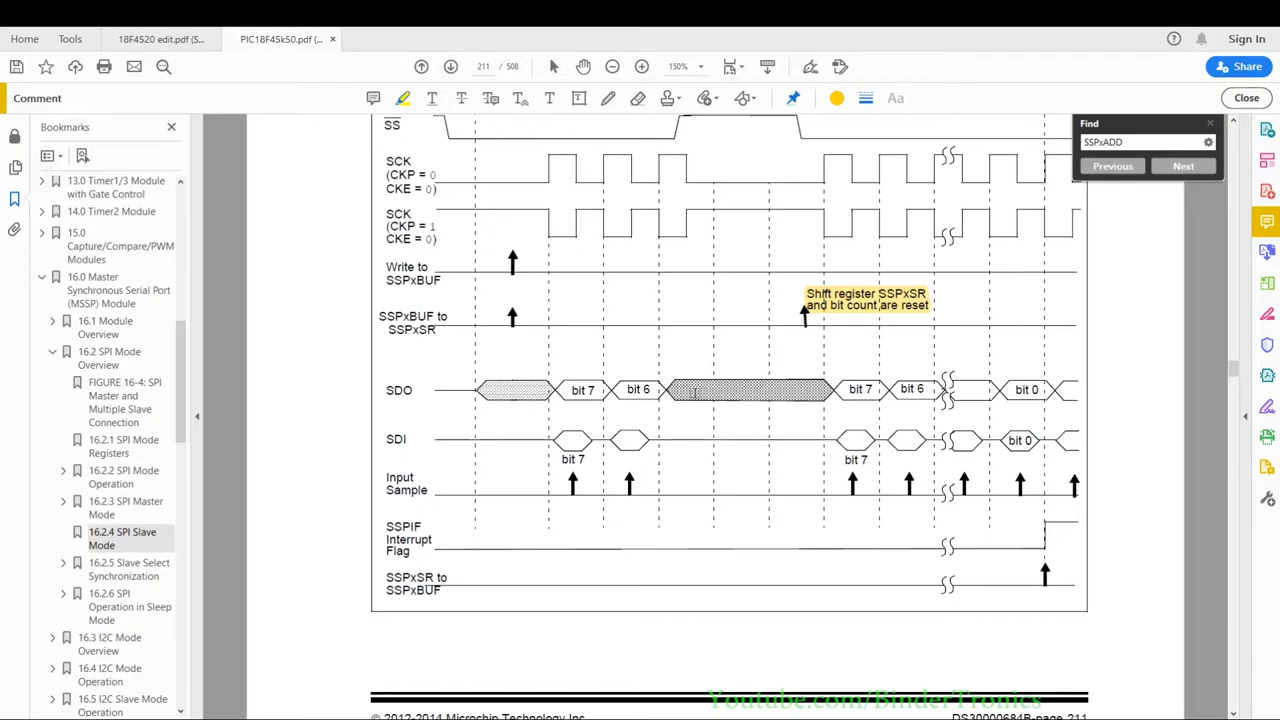 Home
Tools
18F4520 edit.pdf (S...
PIC18F45k50.pdf (...
Sign In
211 / 508
150%
Share
Comment
Aa
Close
Bookmarks
13.0 Timer1/3 Module
with Gate Control
14.0 Timer2 Module
15.0
Capture/Compare/PWM
Modules
16.0 Master
Synchronous Serial Port
(MSSP) Module
16.1 Module
Overview
16.2 SPI Mode
Overview
FIGURE 16-4: SPI
Master and
Multiple Slave
Connection
16.2.1 SPI Mode
Registers
16.2.2 SPI Mode
Operation
16.2.3 SPI Master
Mode
16.2.4 SPI Slave
Mode
16.2.5 Slave Select
Synchronization
16.2.6 SPI
Operation in Sleep
Mode
16.3 I2C Mode
Overview
16.4 I2C Mode
Operation
16.5 I2C Slave Mode
Operation
Find
SSPxADD
Previous
Next
SS
SCK
(CKP = 0
CKE = 0)
SCK
(CKP = 1
CKE = 0)
Write to
SSPxBUF
Shift register SSPxSR
and bit count are reset
SSPxBUF to
SSPxSR
SDO
bit 7
bit 6
bit 7
bit 6
bit 0
SDI
bit 0
bit 7
bit 7
Input
Sample
SSPIF
Interrupt
Flag
SSPxSR to
SSPxBUF
Youtube.com/BinderTronics
© 2012-2014 Microchip Technology Inc.
DS30000684B-page 211